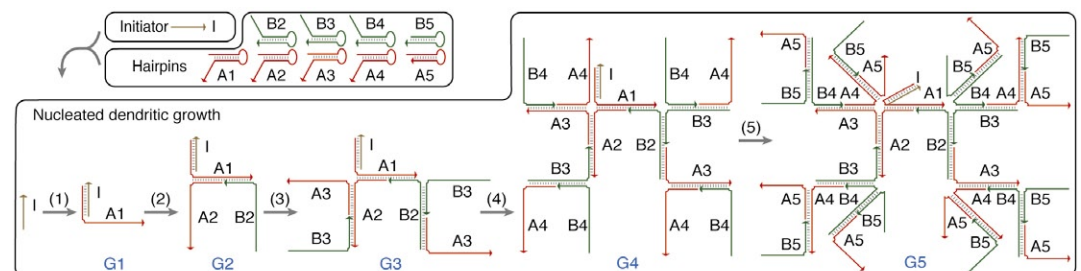 Initiator I
Hairpins
B2 B3 B4 B5
A1 A2 A3 A4 A5
Nucleated dendritic growth
I (1) I A1 G1
(2) I A1 A2 B2 G2
(3) I A1 A3 A2 B2 B3 B3 A3 G3
(4) B4 A4 I B4 A4 A1 A3 B3 A2 B2 B3 A3 A4 B4 A4 B4 G4
(5) A5 B5 A5 I A5 B5 B5 B5 B4 A4 A1 B4 A4 A5 A3 B3 A2 B2 B3 A3 A5 A4 B4 A4 B4 B5 B5 B5 A5 A5 B5 A5 G5